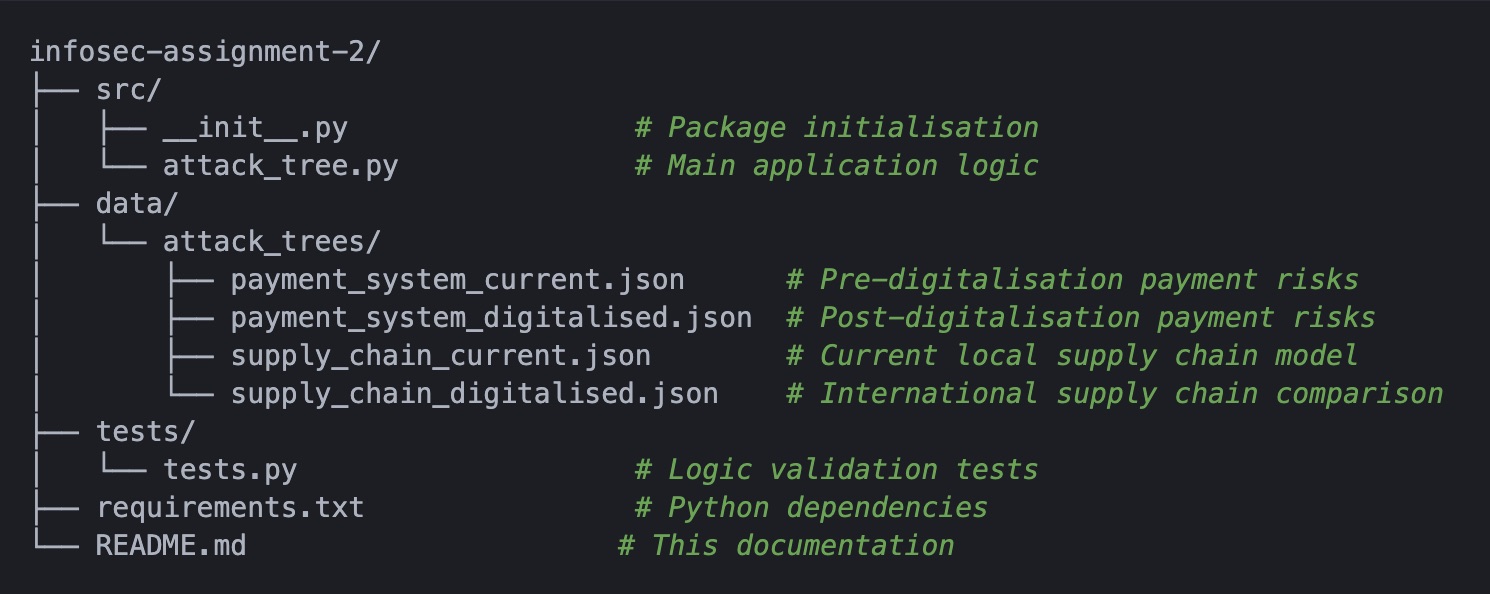 infosec-assignment-2/
├── src/
│   ├── __init__.py                 # Package initialisation
│   └── attack_tree.py              # Main application logic
├── data/
│   └── attack_trees/
│       ├── payment_system_current.json      # Pre-digitalisation payment risks
│       ├── payment_system_digitalised.json  # Post-digitalisation payment risks
│       ├── supply_chain_current.json        # Current local supply chain model
│       └── supply_chain_digitalised.json    # International supply chain comparison
├── tests/
│   └── tests.py                    # Logic validation tests
├── requirements.txt                # Python dependencies
└── README.md                      # This documentation